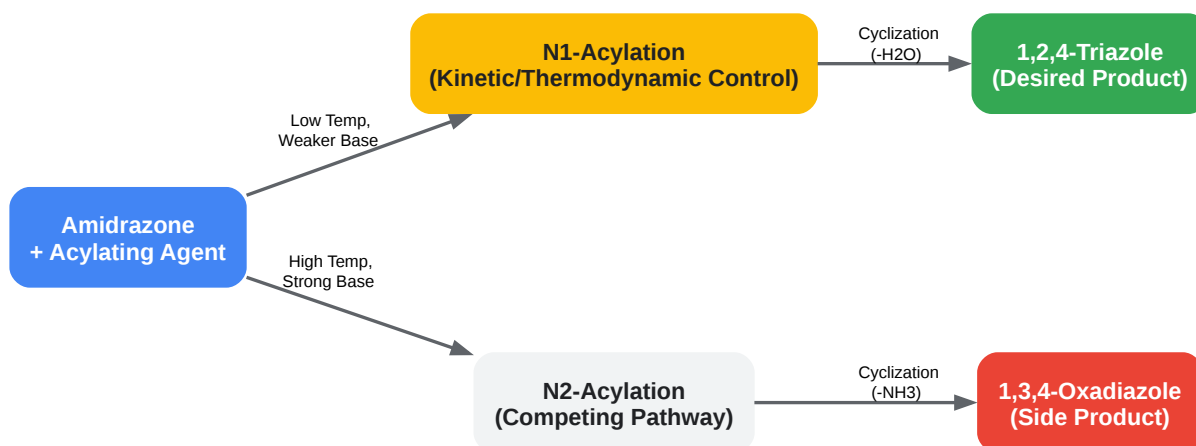 N1-Acylation
(Kinetic/Thermodynamic Control)
Cyclization
(-H2O)
1,2,4-Triazole
(Desired Product)
Low Temp,
Weaker Base
Amidrazone
+ Acylating Agent
High Temp,
Strong Base
N2-Acylation
(Competing Pathway)
Cyclization
(-NH3)
1,3,4-Oxadiazole
(Side Product)